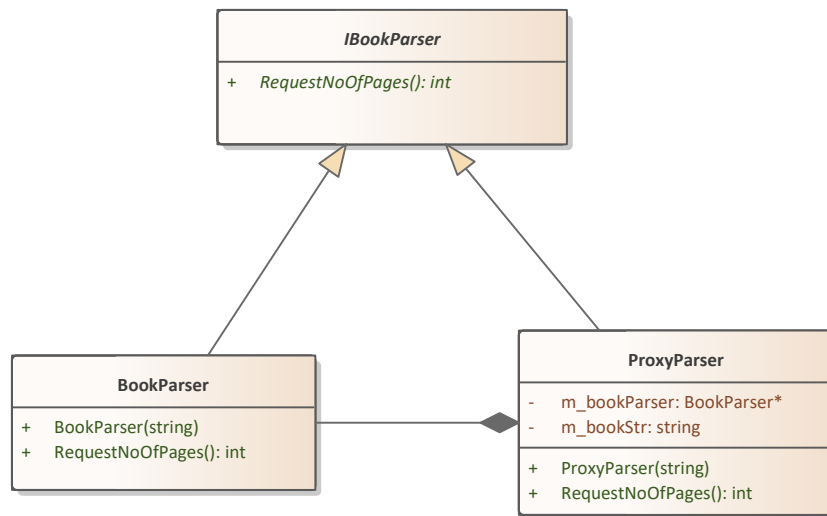 IBookParser
+ RequestNoOfPages(): int
BookParser
+ BookParser(string)
+ RequestNoOfPages(): int
ProxyParser
- m_bookParser: BookParser*
- m_bookStr: string
+ ProxyParser(string)
+ RequestNoOfPages(): int